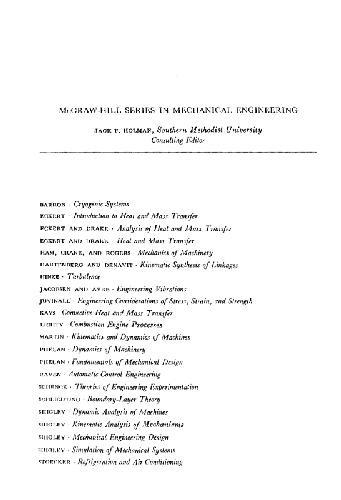 McGRAW-HILL SERIES IN MECHANICAL ENGINEERING
JACK P. HOLMAN, Southern Methodist University
Consulting Editor
BARRON · Cryogenic Systems
ECKERT · Introduction to Heat and Mass Transfer
ECKERT AND DRAKE · Analysis of Heat and Mass Transfer
ECKERT AND DRAKE · Heat and Mass Transfer
HAM, CRANE, AND ROGERS · Mechanics of Machinery
HARTENBERG AND DENAVIT · Kinematic Synthesis of Linkages
HINZE · Turbulence
JACOBSEN AND AYRE · Engineering Vibrations
JUVINALL · Engineering Considerations of Stress, Strain, and Strength
KAYS · Convective Heat and Mass Transfer
LICHTY · Combustion Engine Processes
MARTIN · Kinematics and Dynamics of Machines
PHELAN · Dynamics of Machinery
PHELAN · Fundamentals of Mechanical Design
RAVEN · Automatic Control Engineering
SCHENCK · Theories of Engineering Experimentation
SCHLICHTING · Boundary-Layer Theory
SHIGLEY · Dynamic Analysis of Machines
SHIGLEY · Kinematic Analysis of Mechanisms
SHIGLEY · Mechanical Engineering Design
SHIGLEY · Simulation of Mechanical Systems
STOECKER · Refrigeration and Air Conditioning